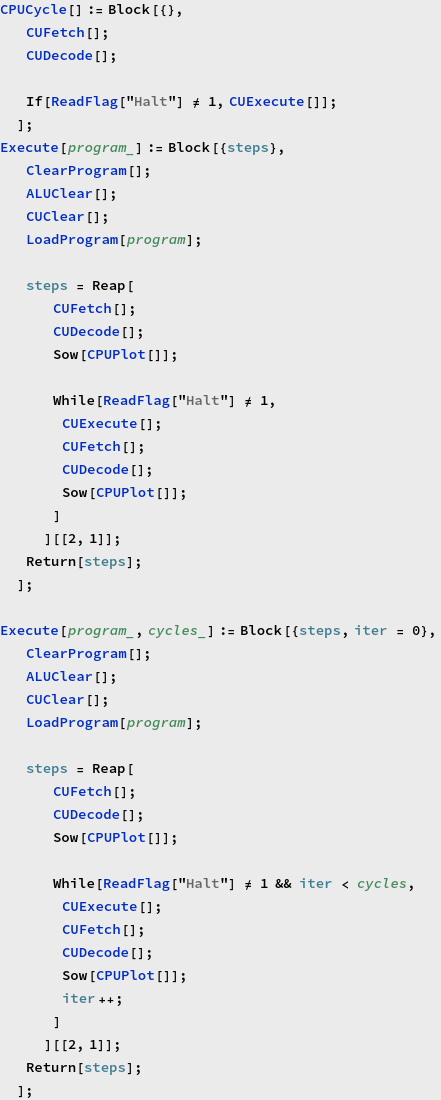 CPUCycle[] := Block[{},
CUFetch[];
CUDecode[];
If[ReadFlag["Halt"] ≠ 1, CUExecute[]];
];
Execute[program_] := Block[{steps},
ClearProgram[];
ALUClear[];
CUClear[];
LoadProgram[program];
steps = Reap[
CUFetch[];
CUDecode[];
Sow[CPUPlot[]];
While[ReadFlag["Halt"] ≠ 1,
CUExecute[];
CUFetch[];
CUDecode[];
Sow[CPUPlot[]];
]
][[2, 1]];
Return[steps];
];
Execute[program_, cycles_] := Block[{steps, iter = 0},
ClearProgram[];
ALUClear[];
CUClear[];
LoadProgram[program];
steps = Reap[
CUFetch[];
CUDecode[];
Sow[CPUPlot[]];
While[ReadFlag["Halt"] ≠ 1 && iter < cycles,
CUExecute[];
CUFetch[];
CUDecode[];
Sow[CPUPlot[]];
iter++;
]
][[2, 1]];
Return[steps];
];